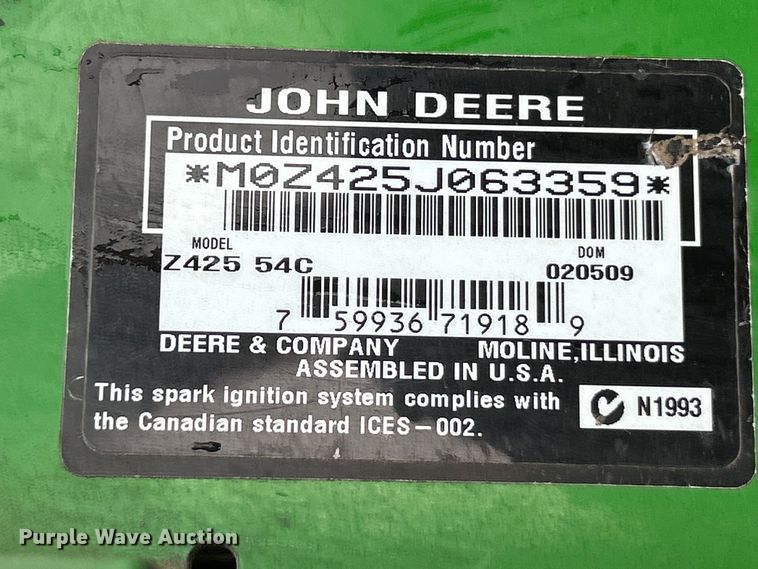 JOHN DEERE
Product Identification Number
*M0Z425J063359*
MODEL DOM
Z425 54C 020509
7 59936 71918 9
DEERE & COMPANY MOLINE,ILLINOIS
ASSEMBLED IN U.S.A.
This spark ignition system complies with
the Canadian standard ICES-002.
N1993
Purple Wave Auction